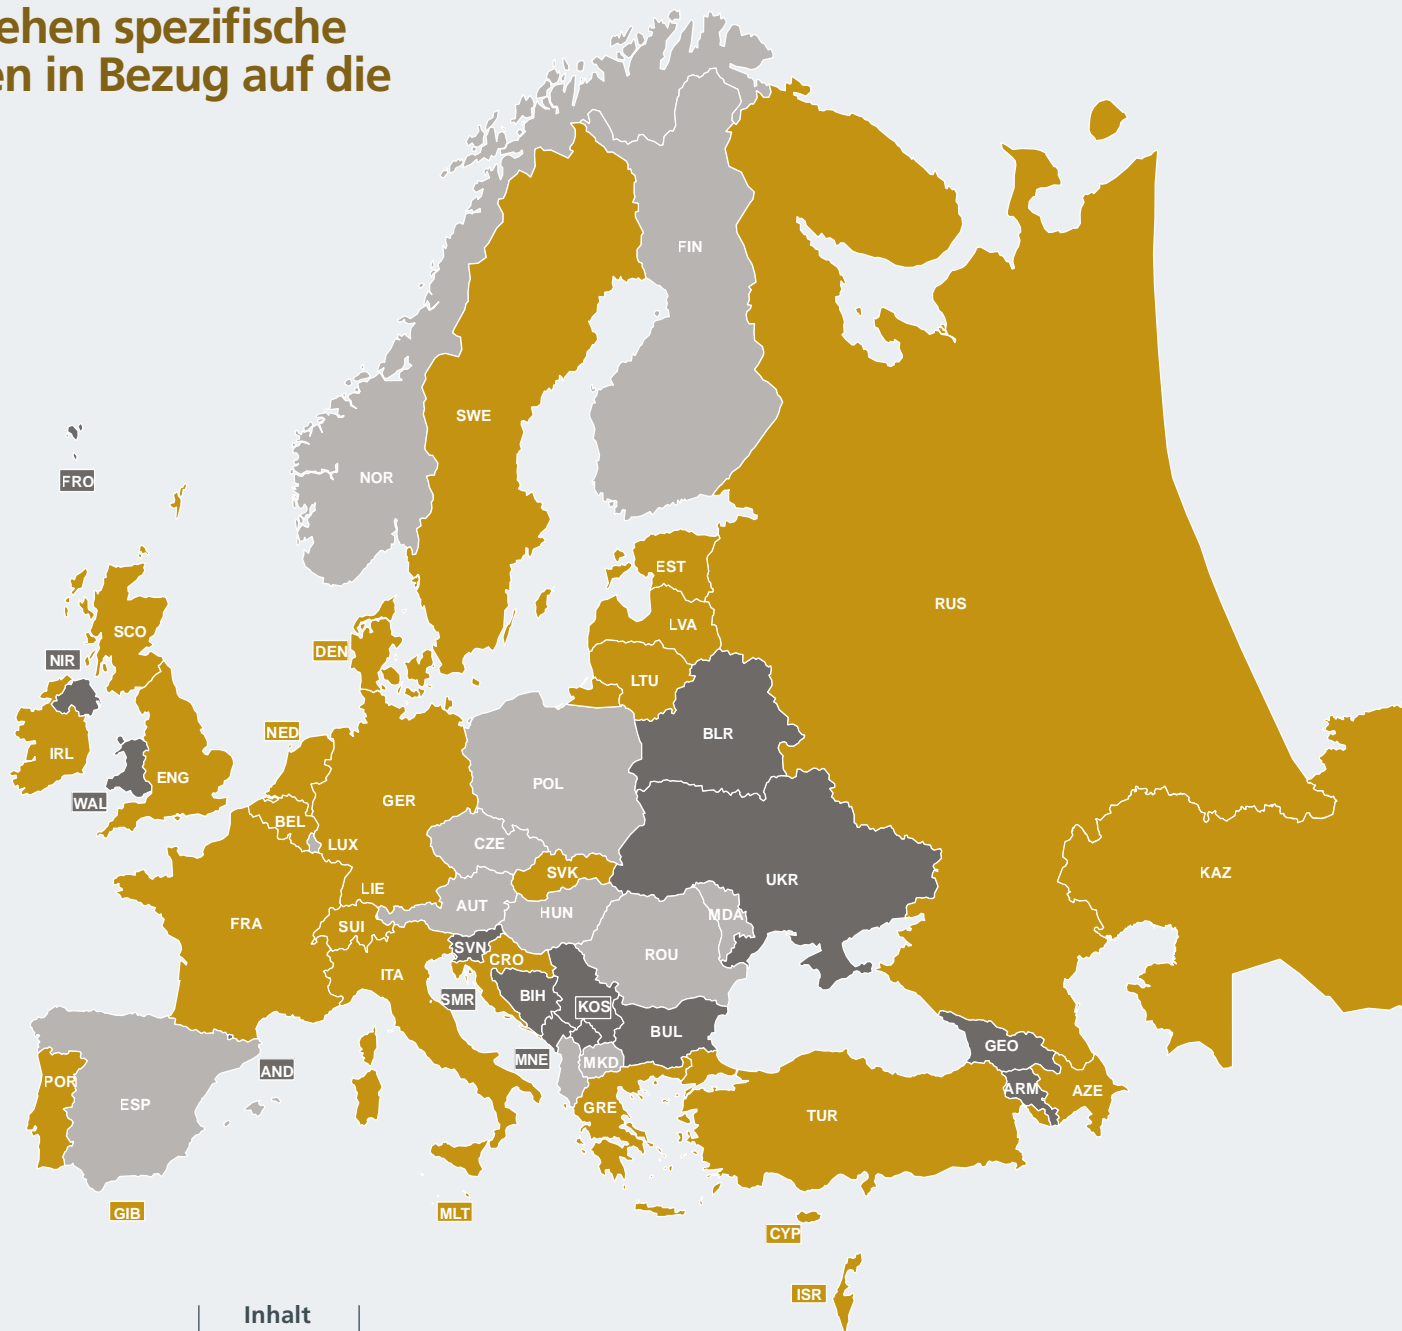 ehen spezifische
en in Bezug auf die
FIN
SWE
NOR
FRO
EST
RUS
SCO
LVA
DEN
NIR
LTU
NED
BLR
IRL
ENG
POL
WAL
GER
BEL
LUX
CZE
SVK
KAZ
UKR
LIE
AUT
HUN
MDA
FRA
SUI
SVN
CRO
ROU
ITA
BIH
SMR
KOS
BUL
GEO
MNE
MKD
AND
POR
ARM
AZE
ESP
GRE
TUR
GIB
MLT
CYP
ISR
Inhalt